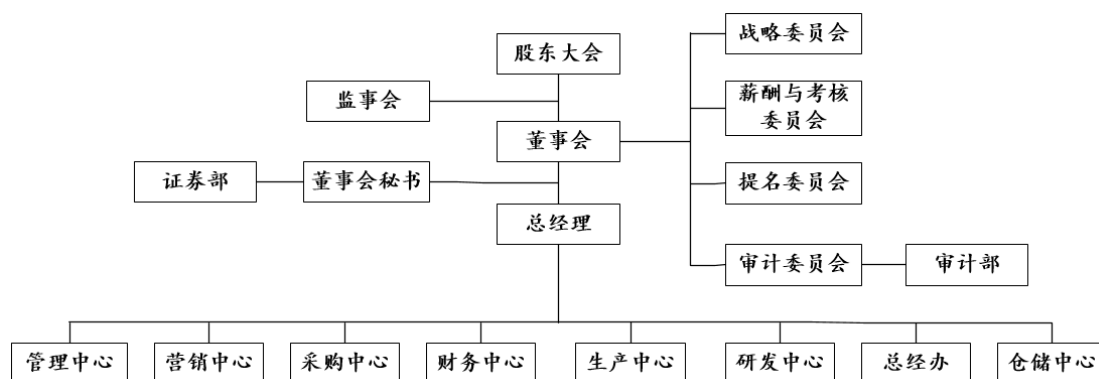 战略委员会
股东大会
监事会
薪酬与考核
委员会
董事会
证券部
董事会秘书
提名委员会
总经理
审计委员会
审计部
管理中心
营销中心
采购中心
财务中心
生产中心
研发中心
总经办
仓储中心